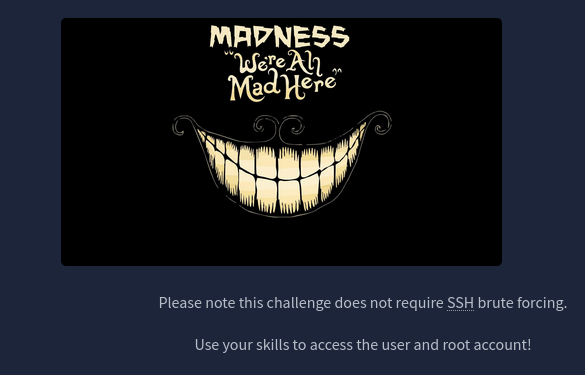 MADNESS
"We're All
Mad Here"
Please note this challenge does not require SSH brute forcing.
Use your skills to access the user and root account!